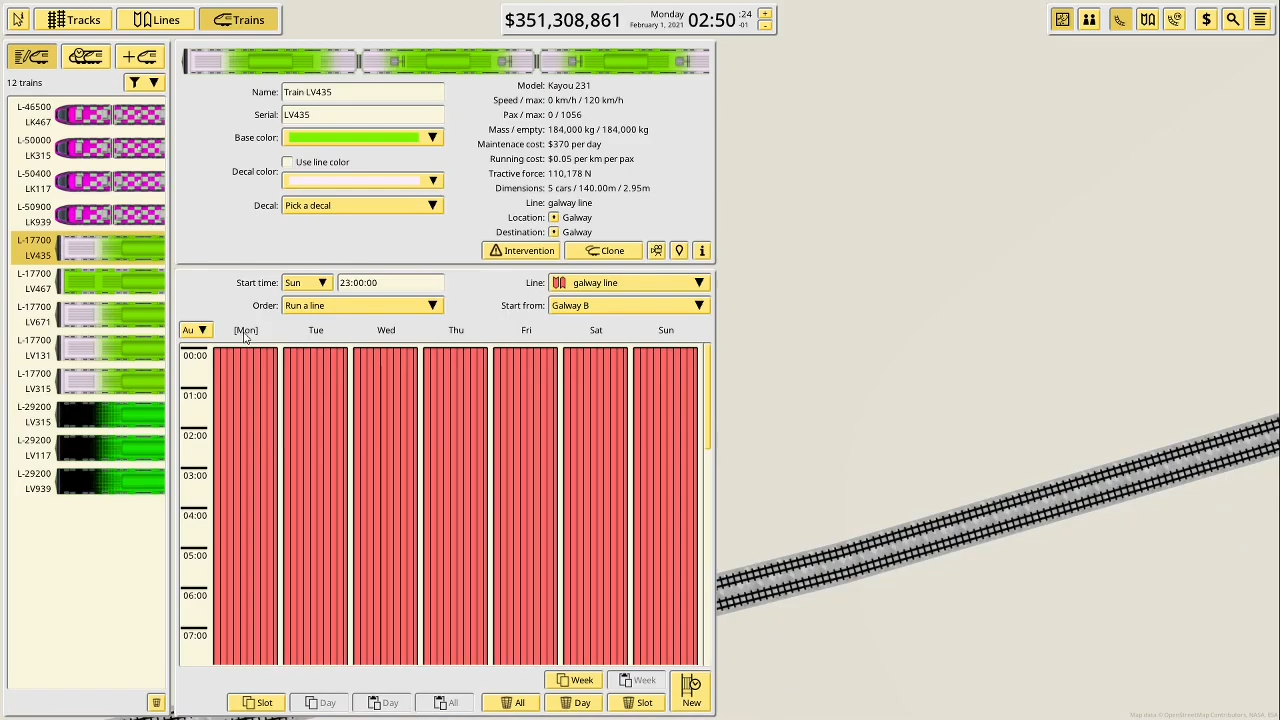 Tracks
Lines
Trains
$351,308,861
Monday
February 1, 2021
02:50
:24
-01
+
-
$
12 trains
L-46500
LK467
L-50000
LK315
L-50400
LK117
L-50900
LK939
L-17700
LV435
L-17700
LV467
L-17700
LV671
L-17700
LV131
L-17700
LV315
L-29200
LV315
L-29200
LV117
L-29200
LV939
Name: Train LV435
Serial: LV435
Base color:
Use line color
Decal color:
Decal: Pick a decal
Model: Kayou 231
Speed / max: 0 km/h / 120 km/h
Pax / max: 0 / 1056
Mass / empty: 184,000 kg / 184,000 kg
Maintenace cost: $370 per day
Running cost: $0.05 per km per pax
Tractive force: 110,178 N
Dimensions: 5 cars / 140.00m / 2.95m
Line: galway line
Location: Galway
Destination: Galway
Intervention
Clone
Start time: Sun 23:00:00
Line: galway line
Order: Run a line
Start from: Galway B
Au [Mon] Tue Wed Thu Fri Sat Sun
00:00
01:00
02:00
03:00
04:00
05:00
06:00
07:00
Week
Week
Slot
Day
Day
All
All
Day
Slot
New
Map data © OpenStreetMap Contributors, NASA, ESA